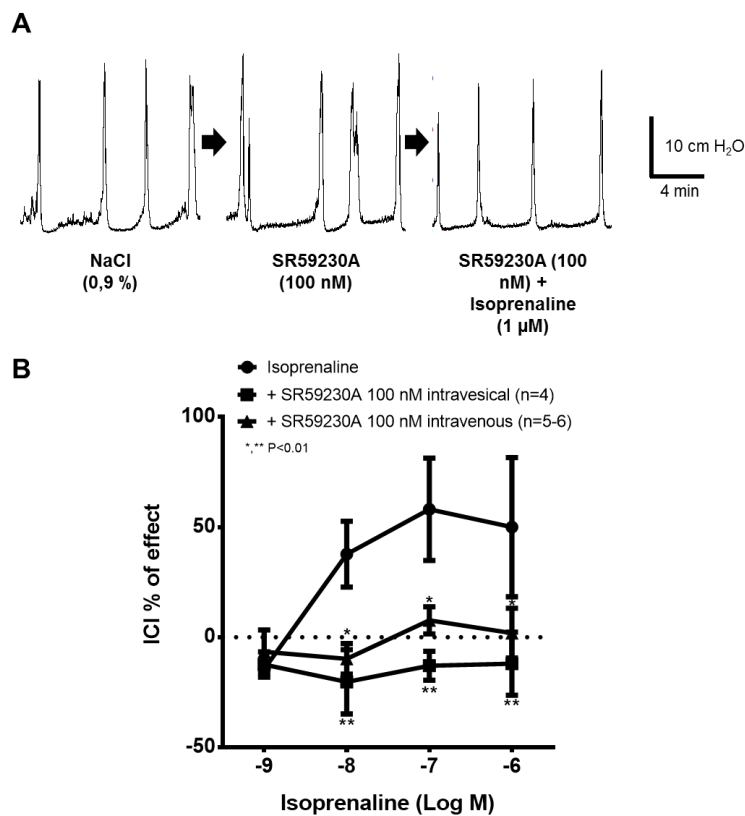 A
10 cm H₂O
4 min
NaCl
(0,9 %)
SR59230A
(100 nM)
SR59230A (100
nM) +
Isoprenaline
(1 µM)
B
Isoprenaline
+ SR59230A 100 nM intravesical (n=4)
+ SR59230A 100 nM intravenous (n=5-6)
*,** P<0.01
100
50
0
-50
ICI % of effect
*
*
*
**
**
**
-9
-8
-7
-6
Isoprenaline (Log M)